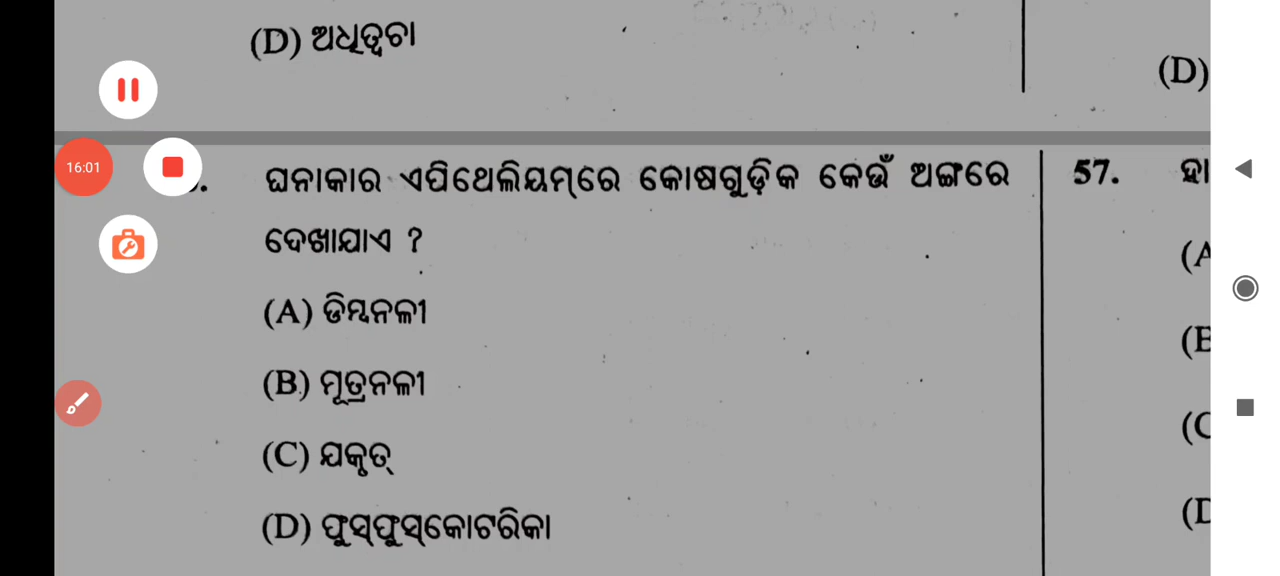 (D) ଅଧିତ୍ୱଚା
(D)
16:01
ଘନାକାର ଏପିଥେଲିୟମ୍‌ରେ କୋଷଗୁଡ଼ିକ କେଉଁ ଅଙ୍ଗରେ
ଦେଖାଯାଏ ?
(A) ଡିମ୍ବନଳୀ
(B) ମୂତ୍ରନଳୀ
(C) ଯକୃତ୍
(D) ଫୁସ୍‌ଫୁସ୍‌କୋଟରିକା
57. ହା
(A
(B
(C
(D